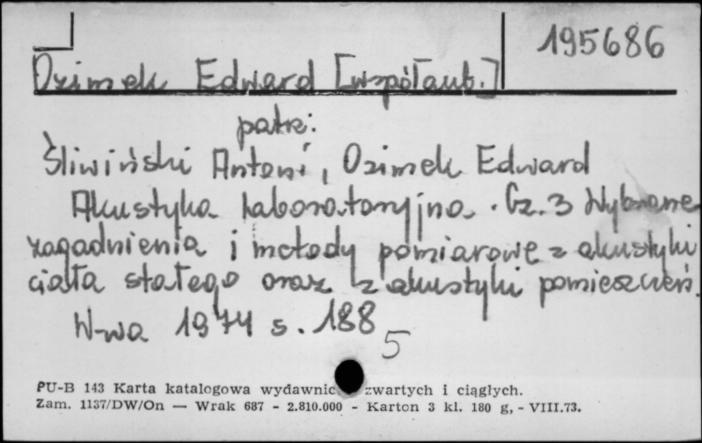 195686
Ozimek Edward [współaut.]
patrz:
Śliwiński Antoni, Ozimek Edward
Akustyka laboratoryjna. Cz. 3 Wybrane
zagadnienia i metody pomiarowe z akustyki
ciała stałego oraz z akustyki pomieszczeń.
W-wa 1974 s. 188
5
PU-B 143 Karta katalogowa wydawnic zwartych i ciągłych.
Zam. 1137/DW/On — Wrak 687 - 2.810.000 - Karton 3 kl. 180 g, - VIII.73.